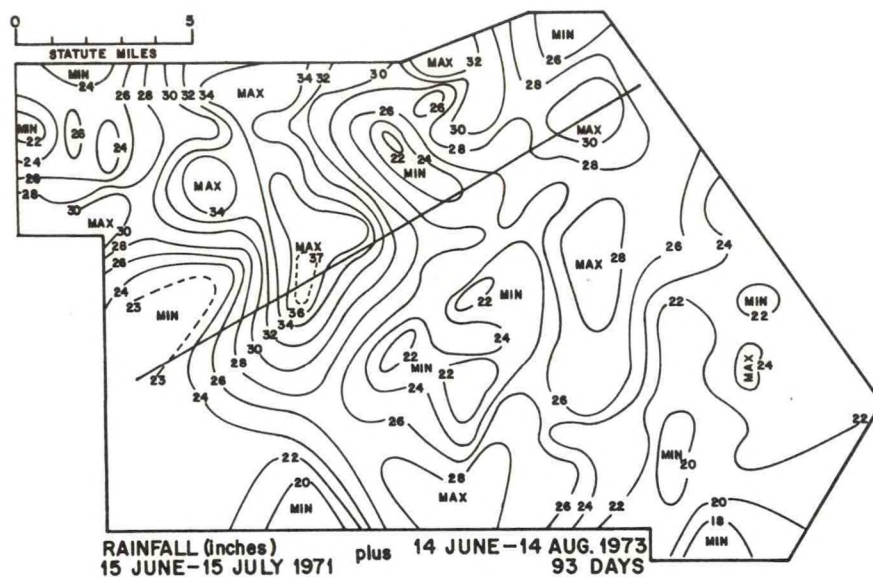 0 5
STATUTE MILES
MIN
26
28
MAX
32
30
34 32
MIN
24
26 28 30 32 34
MAX
28
26
30
MAX
30
28
MIN
22
26
24
24
26
28
30
MAX
30
28
26
24
23
MIN
23
MAX
34
MAX
37
36
34
32
30
28
26
24
26
22
24
MIN
28
MAX
28
26
24
22
MIN
22
24
22
MIN
22
24
26
MIN
22
MAX
24
22
26
MIN
20
22
20
MIN
28
MAX
26 24 22
20
18
MIN
RAINFALL (inches) plus 14 JUNE–14 AUG. 1973
15 JUNE–15 JULY 1971 93 DAYS